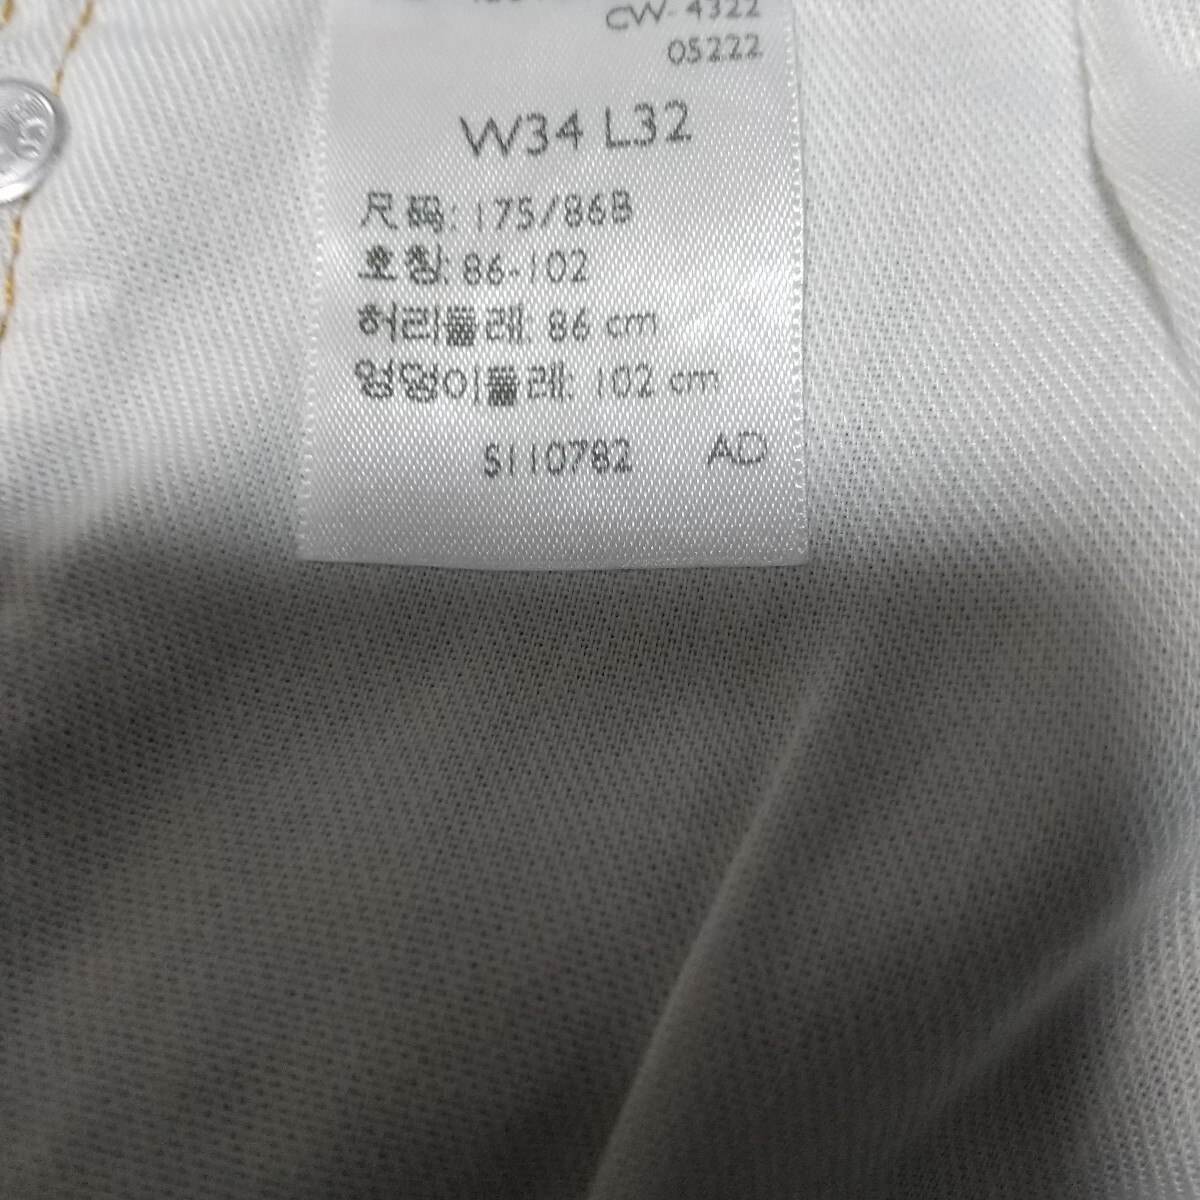 CW- 4322
05222
W34 L32
尺码: 175/86B
호칭: 86-102
허리둘레: 86 cm
엉덩이둘레: 102 cm
S110782 AD